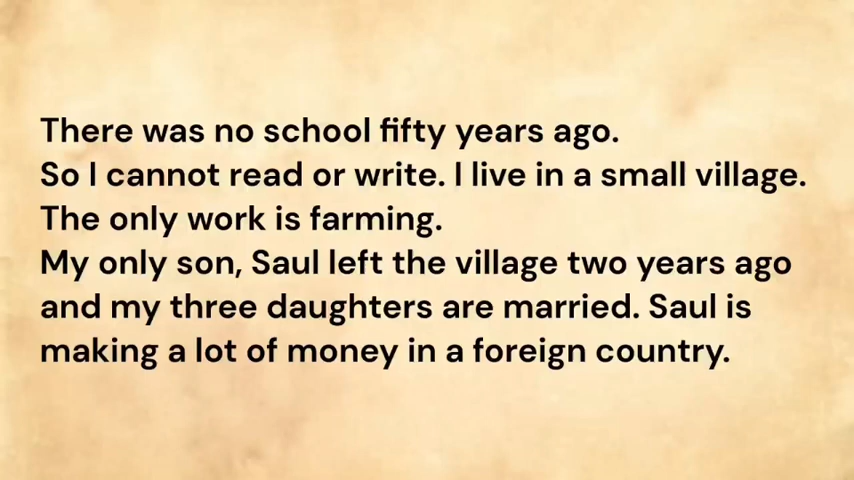 There was no school fifty years ago.
So I cannot read or write. I live in a small village.
The only work is farming.
My only son, Saul left the village two years ago
and my three daughters are married. Saul is
making a lot of money in a foreign country.